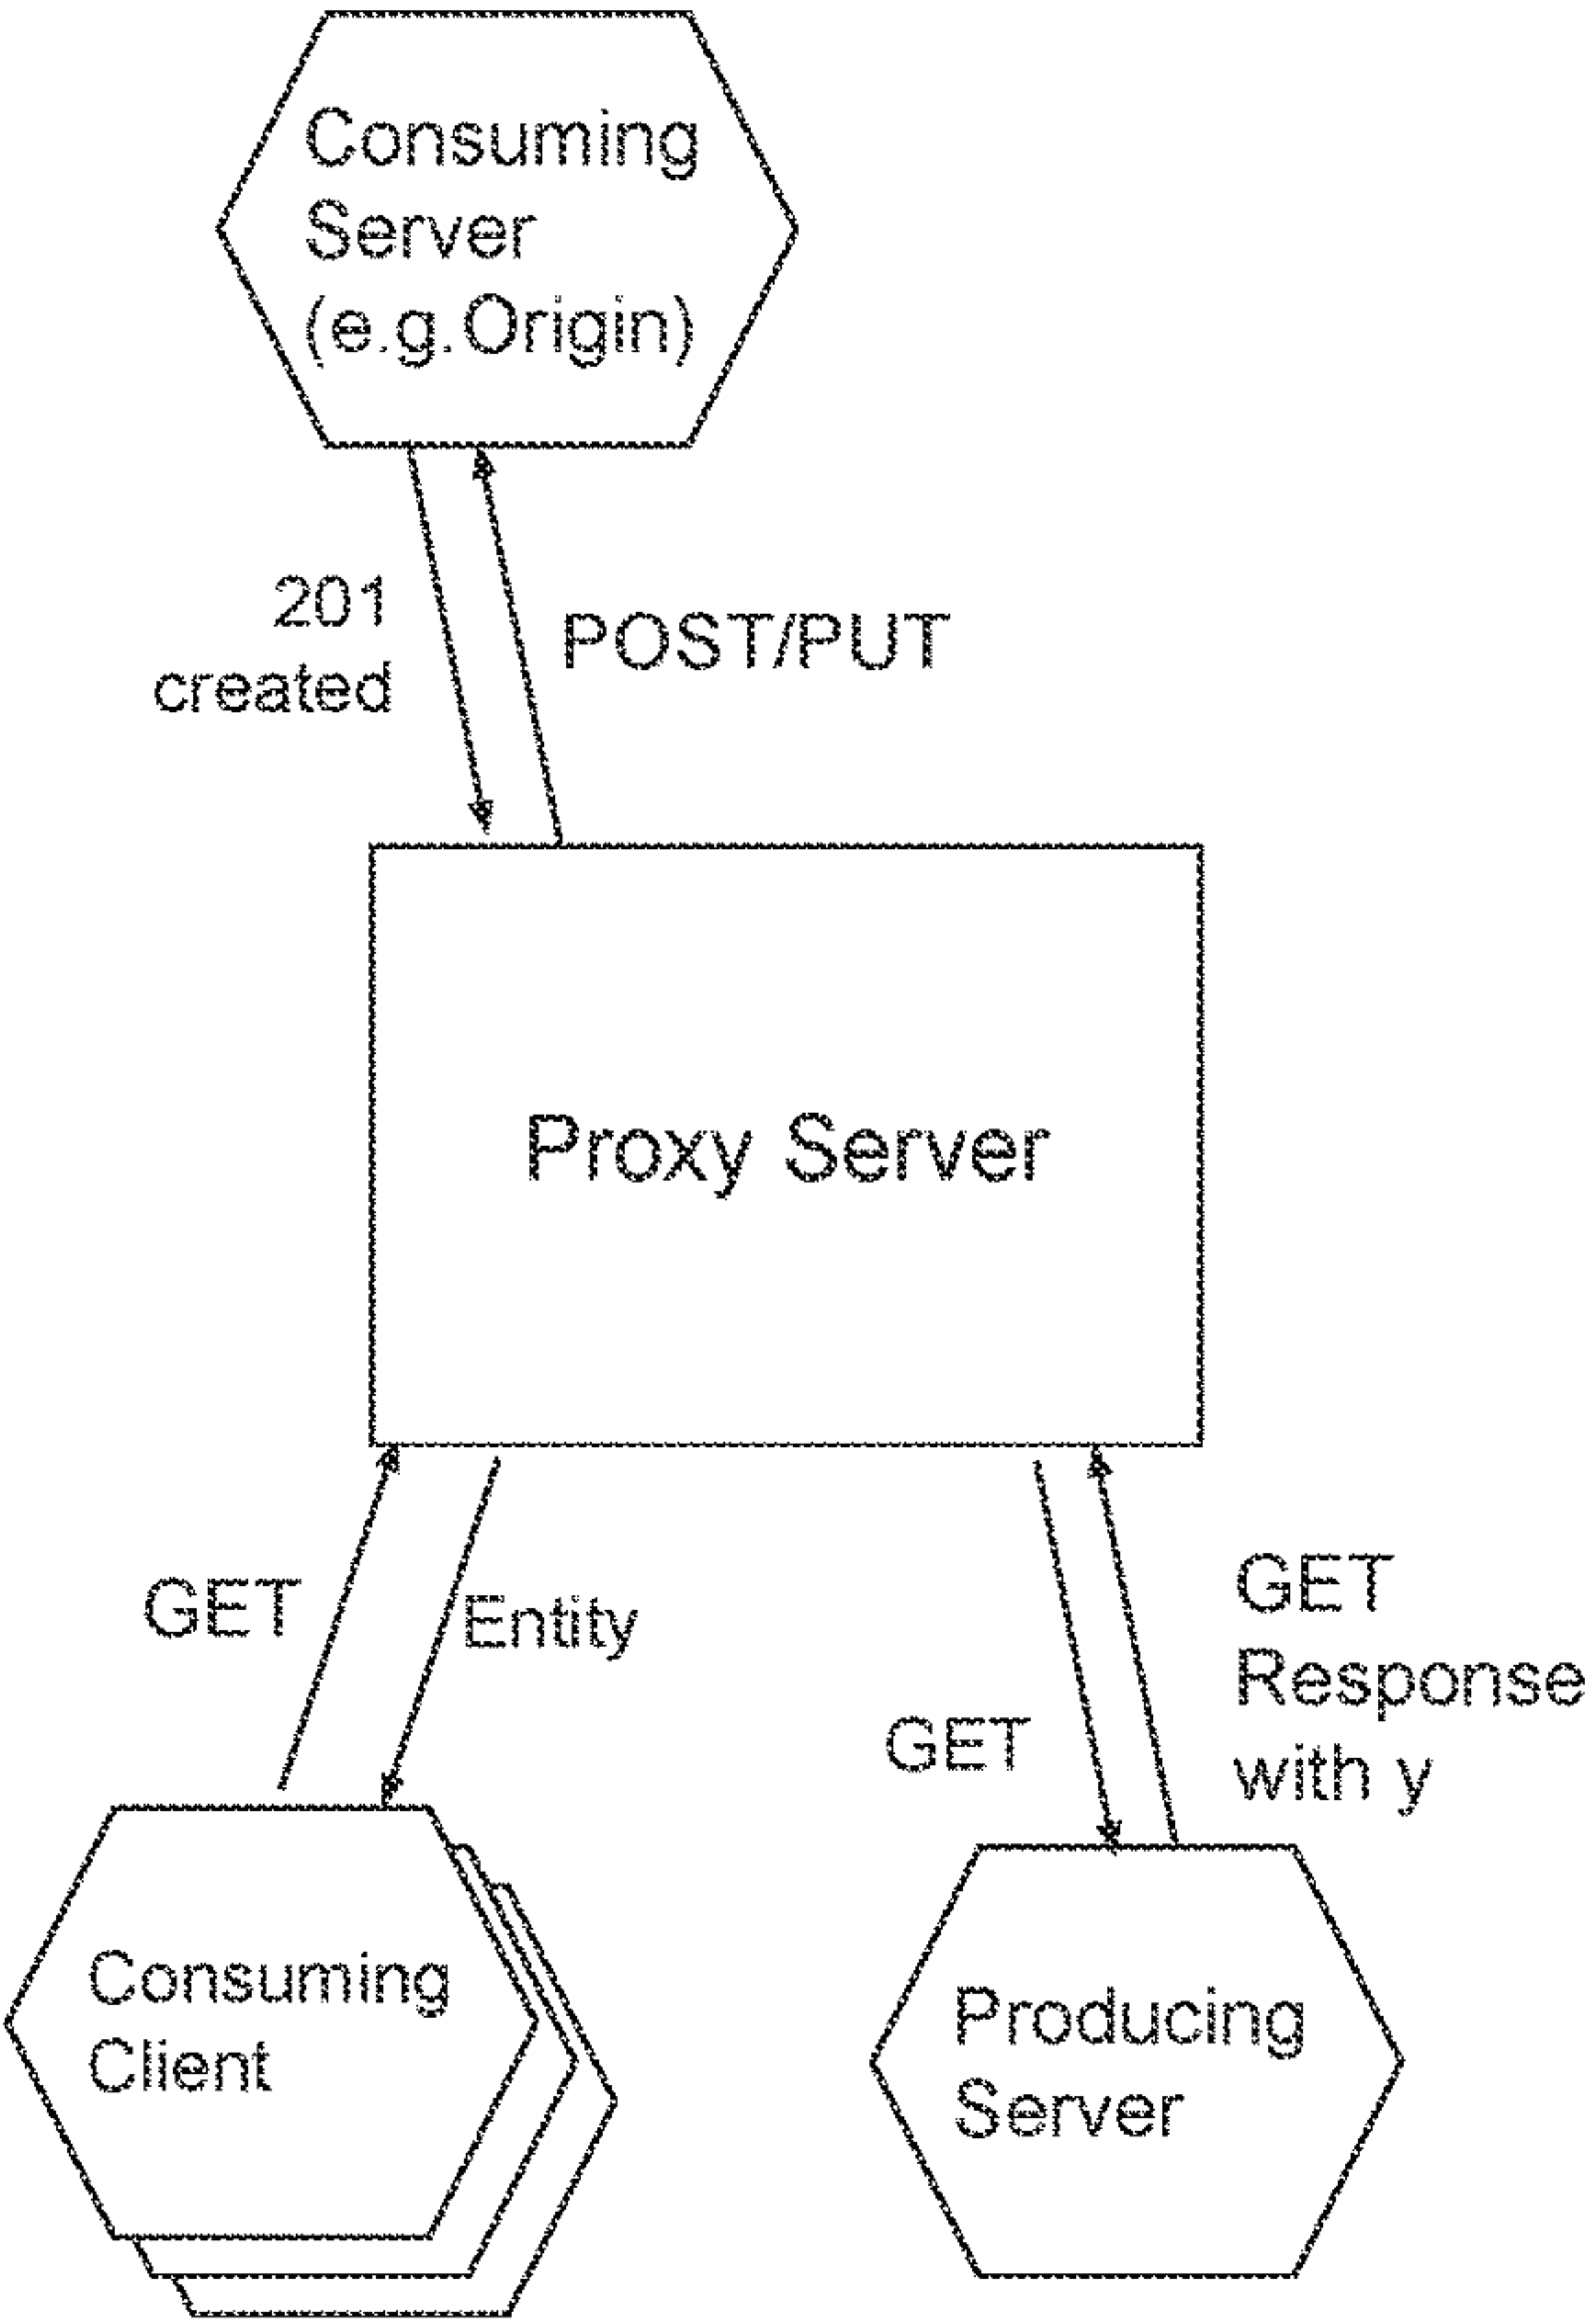 Consuming
Server
(e.g.Origin)
201
created
POST/PUT
Proxy Server
GET
Entity
GET
GET
Response
with y
Consuming
Client
Producing
Server